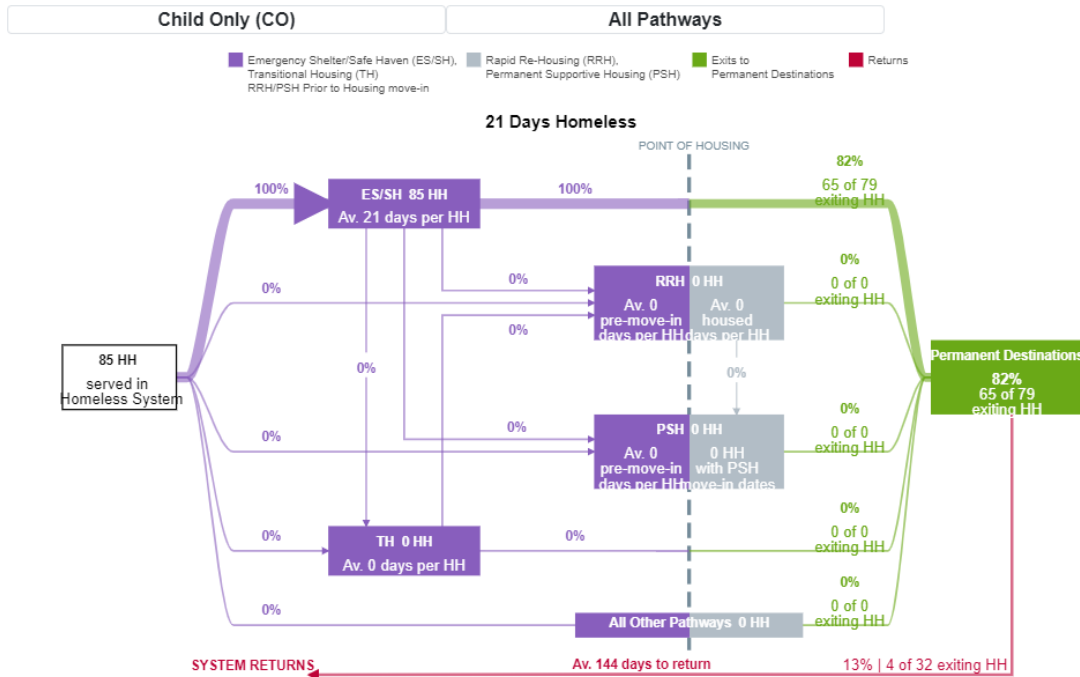 Child Only (CO)
All Pathways
Emergency Shelter/Safe Haven (ES/SH),
Transitional Housing (TH)
RRH/PSH Prior to Housing move-in
Rapid Re-Housing (RRH),
Permanent Supportive Housing (PSH)
Exits to
Permanent Destinations
Returns
21 Days Homeless
POINT OF HOUSING
82%
65 of 79
exiting HH
100%
ES/SH 85 HH
Av. 21 days per HH
100%
0%
0%
RRH 0 HH
Av. 0
pre-move-in
days per HH
Av. 0
housed
days per HH
0%
0 of 0
exiting HH
0%
85 HH
served in
Homeless System
0%
0%
Permanent Destinations
82%
65 of 79
exiting HH
0%
0%
PSH 0 HH
Av. 0
pre-move-in
days per HH
0 HH
with PSH
move-in dates
0%
0 of 0
exiting HH
0%
TH 0 HH
Av. 0 days per HH
0%
0%
0 of 0
exiting HH
0%
All Other Pathways 0 HH
0%
0 of 0
exiting HH
SYSTEM RETURNS
Av. 144 days to return
13% | 4 of 32 exiting HH